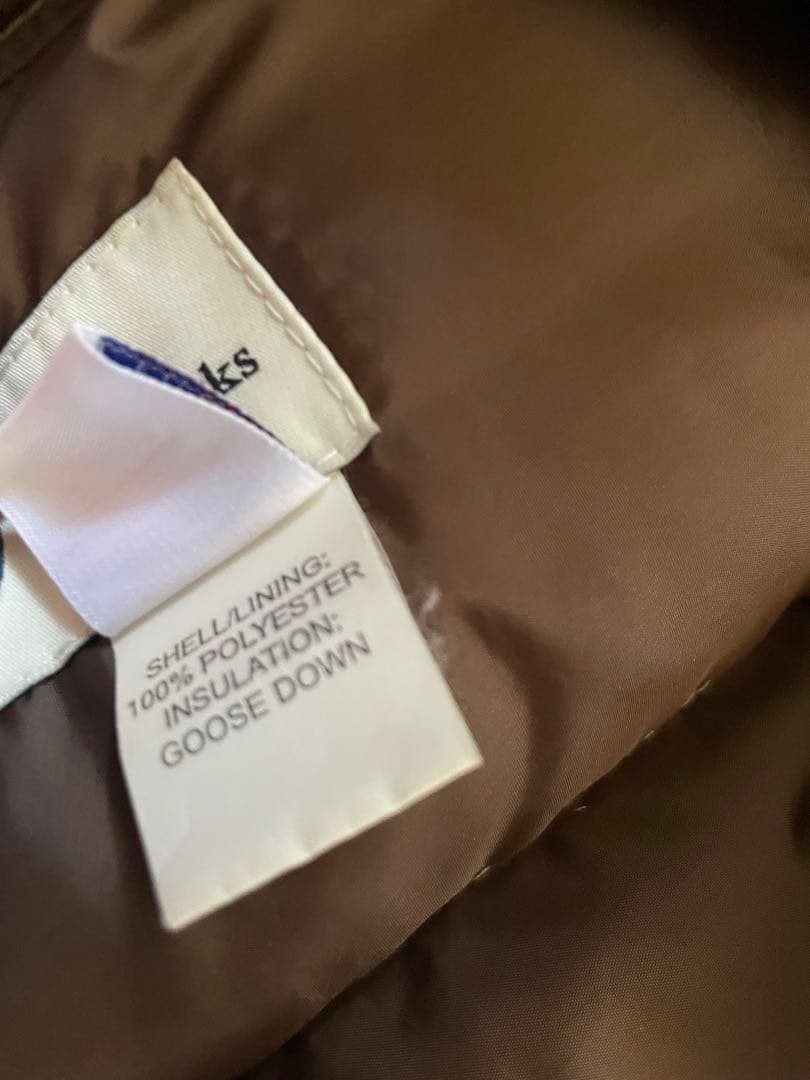 ks
SHELL/LINING:
100% POLYESTER
INSULATION:
GOOSE DOWN